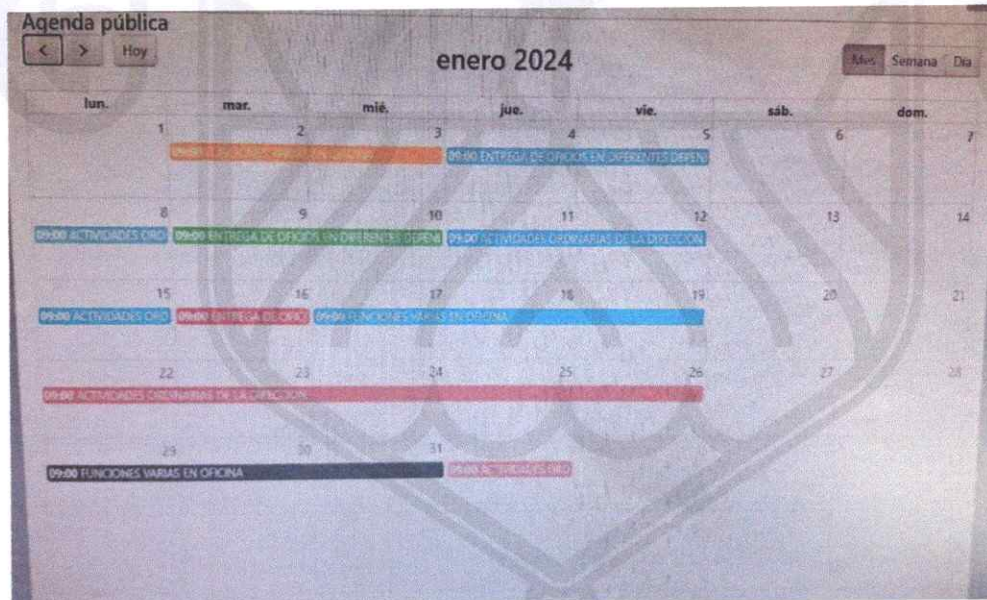 Agenda pública
< > Hoy
enero 2024
Mes Semana Día
lun. mar. mié. jue. vie. sáb. dom.
1 2 3 4 5 6 7
09:00 ENTREGA DE OFICIOS EN DIFERENTES DEPEN
8 9 10 11 12 13 14
09:00 ACTIVIDADES ORD 09:00 ENTREGA DE OFICIOS EN DIFERENTES DEPEN 09:00 ACTIVIDADES ORDINARIAS DE LA DIRECCION
15 16 17 18 19 20 21
09:00 ACTIVIDADES ORD 09:00 ENTREGA DE OFIC 09:00 FUNCIONES VARIAS EN OFICINA
22 23 24 25 26 27 28
09:00 ACTIVIDADES ORDINARIAS DE LA DIRECCION
29 30 31
09:00 FUNCIONES VARIAS EN OFICINA 09:00 ACTIVIDADES ORD